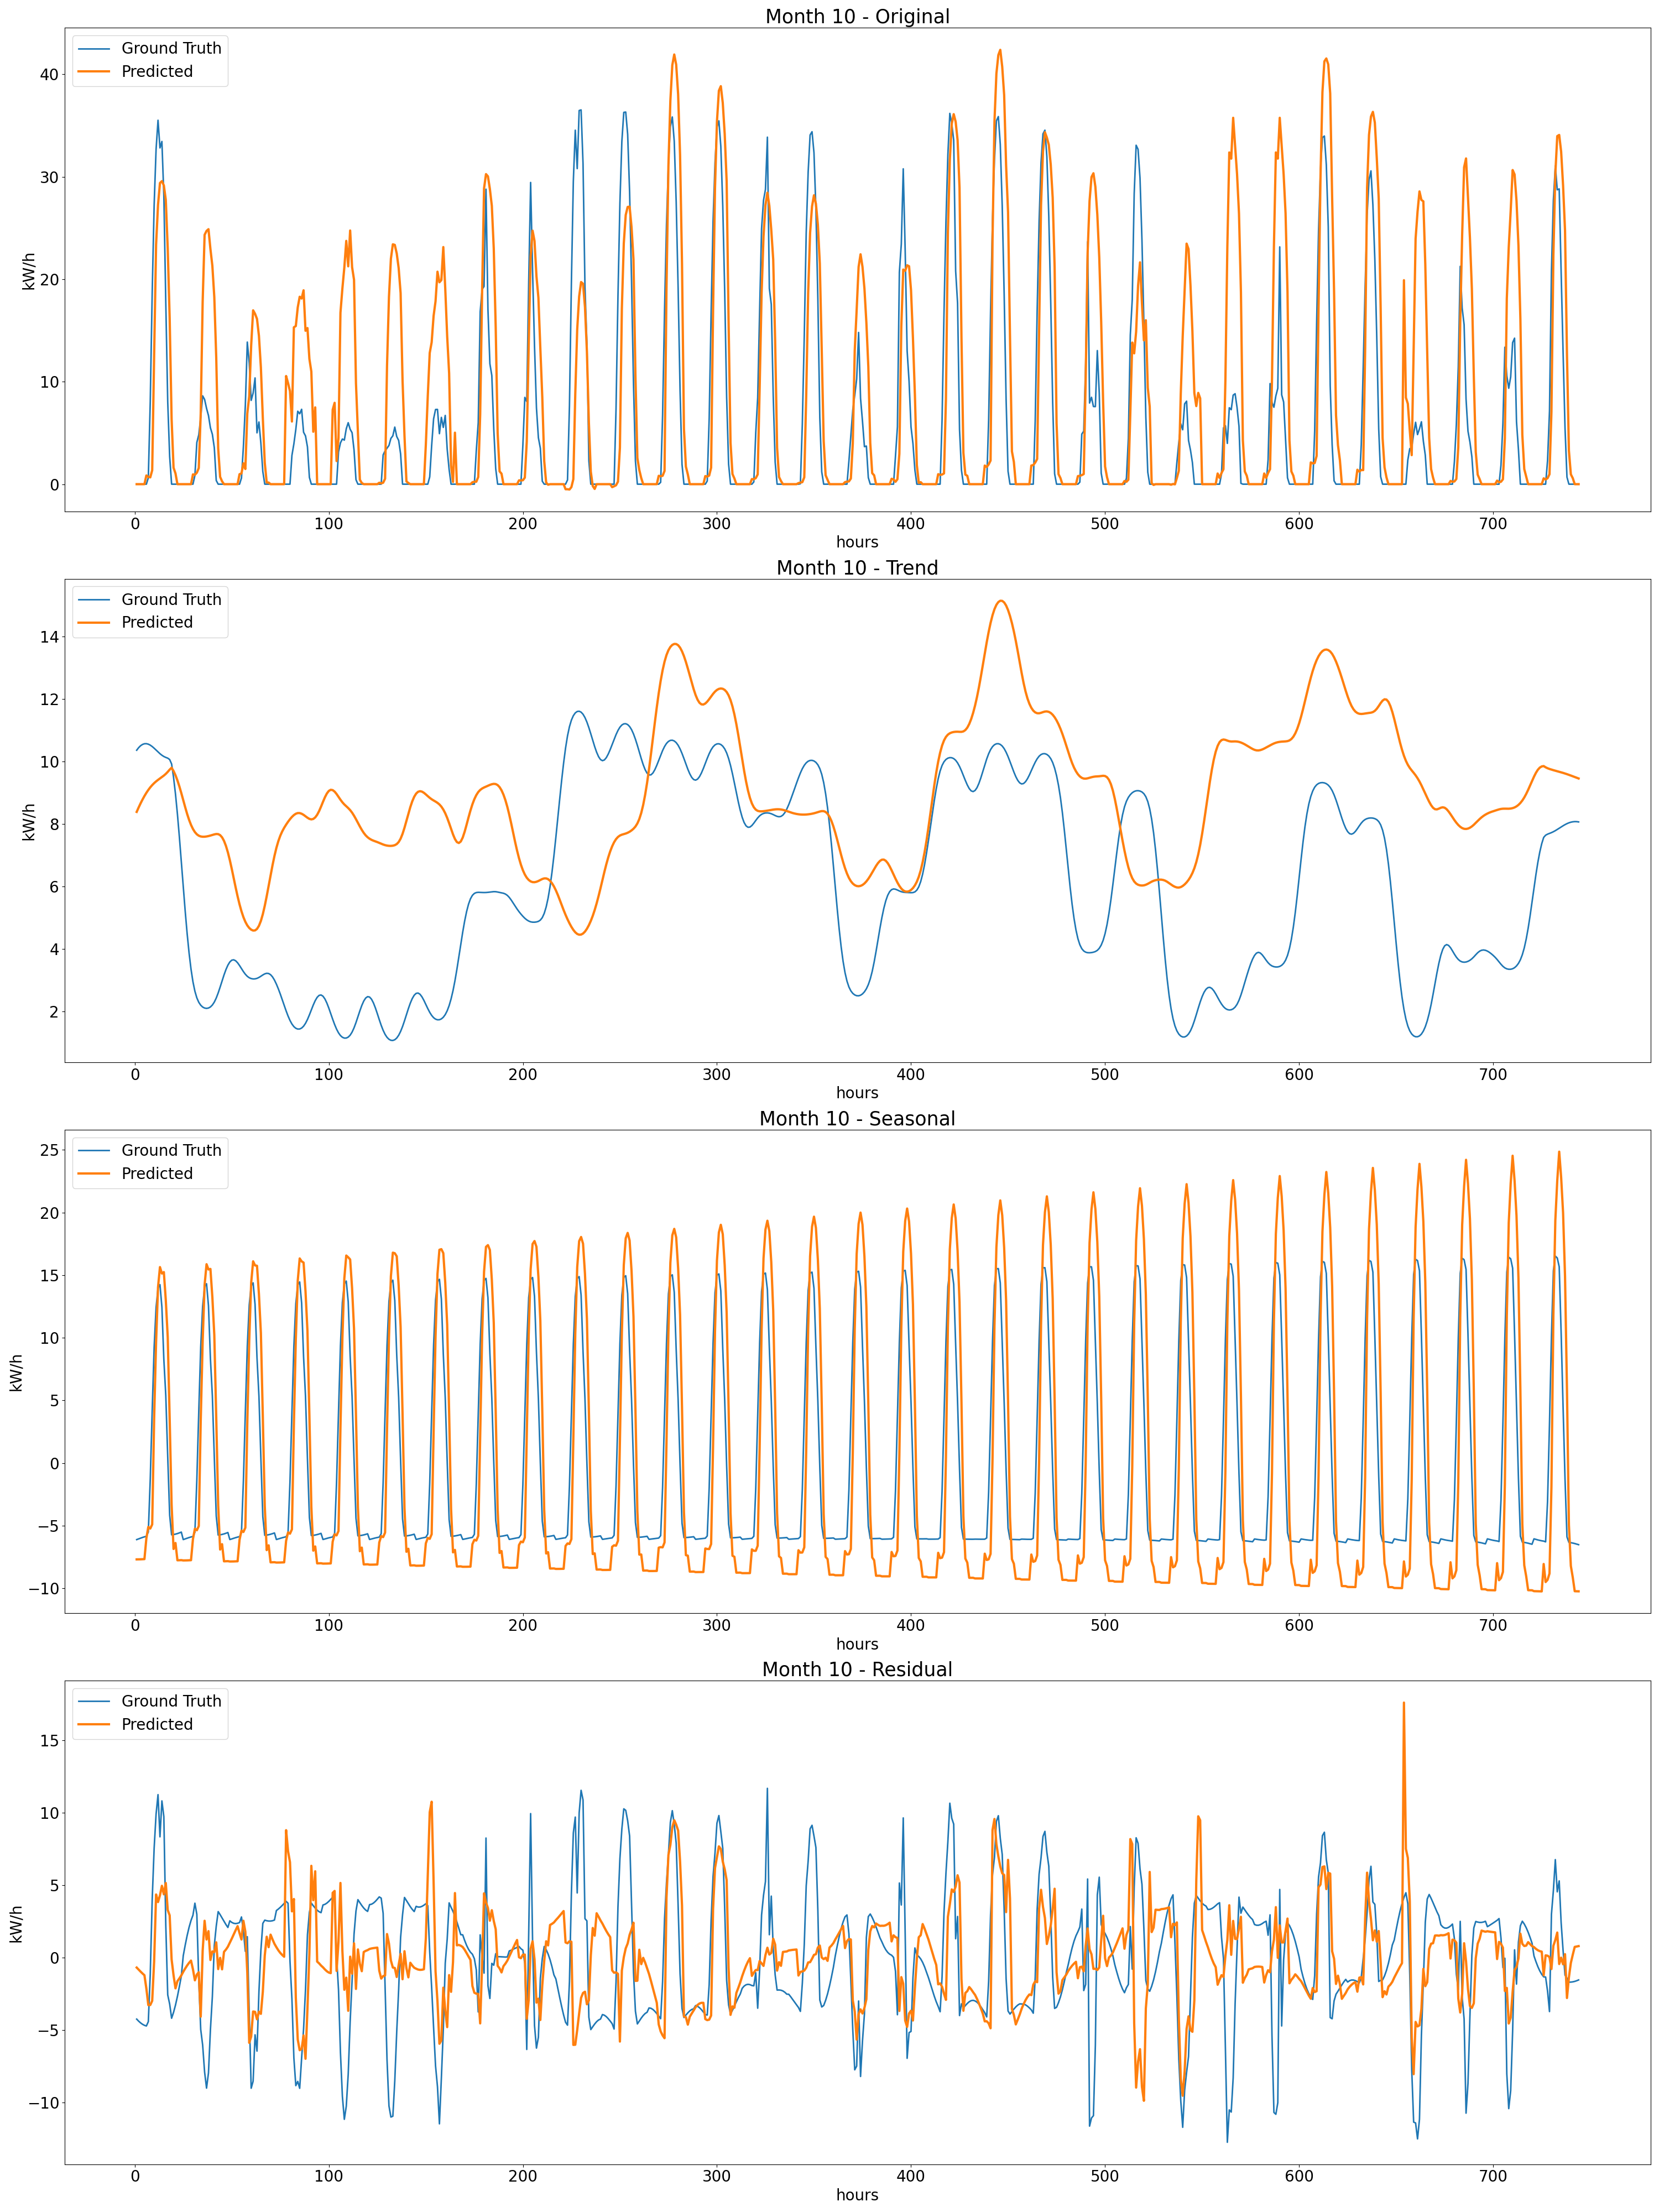 Month 10 - Original
Ground Truth
Predicted
kW/h
40
30
20
10
0
0 100 200 300 400 500 600 700
hours
Month 10 - Trend
Ground Truth
Predicted
kW/h
14
12
10
8
6
4
2
0 100 200 300 400 500 600 700
hours
Month 10 - Seasonal
Ground Truth
Predicted
kW/h
25
20
15
10
5
0
−5
−10
0 100 200 300 400 500 600 700
hours
Month 10 - Residual
Ground Truth
Predicted
kW/h
15
10
5
0
−5
−10
0 100 200 300 400 500 600 700
hours